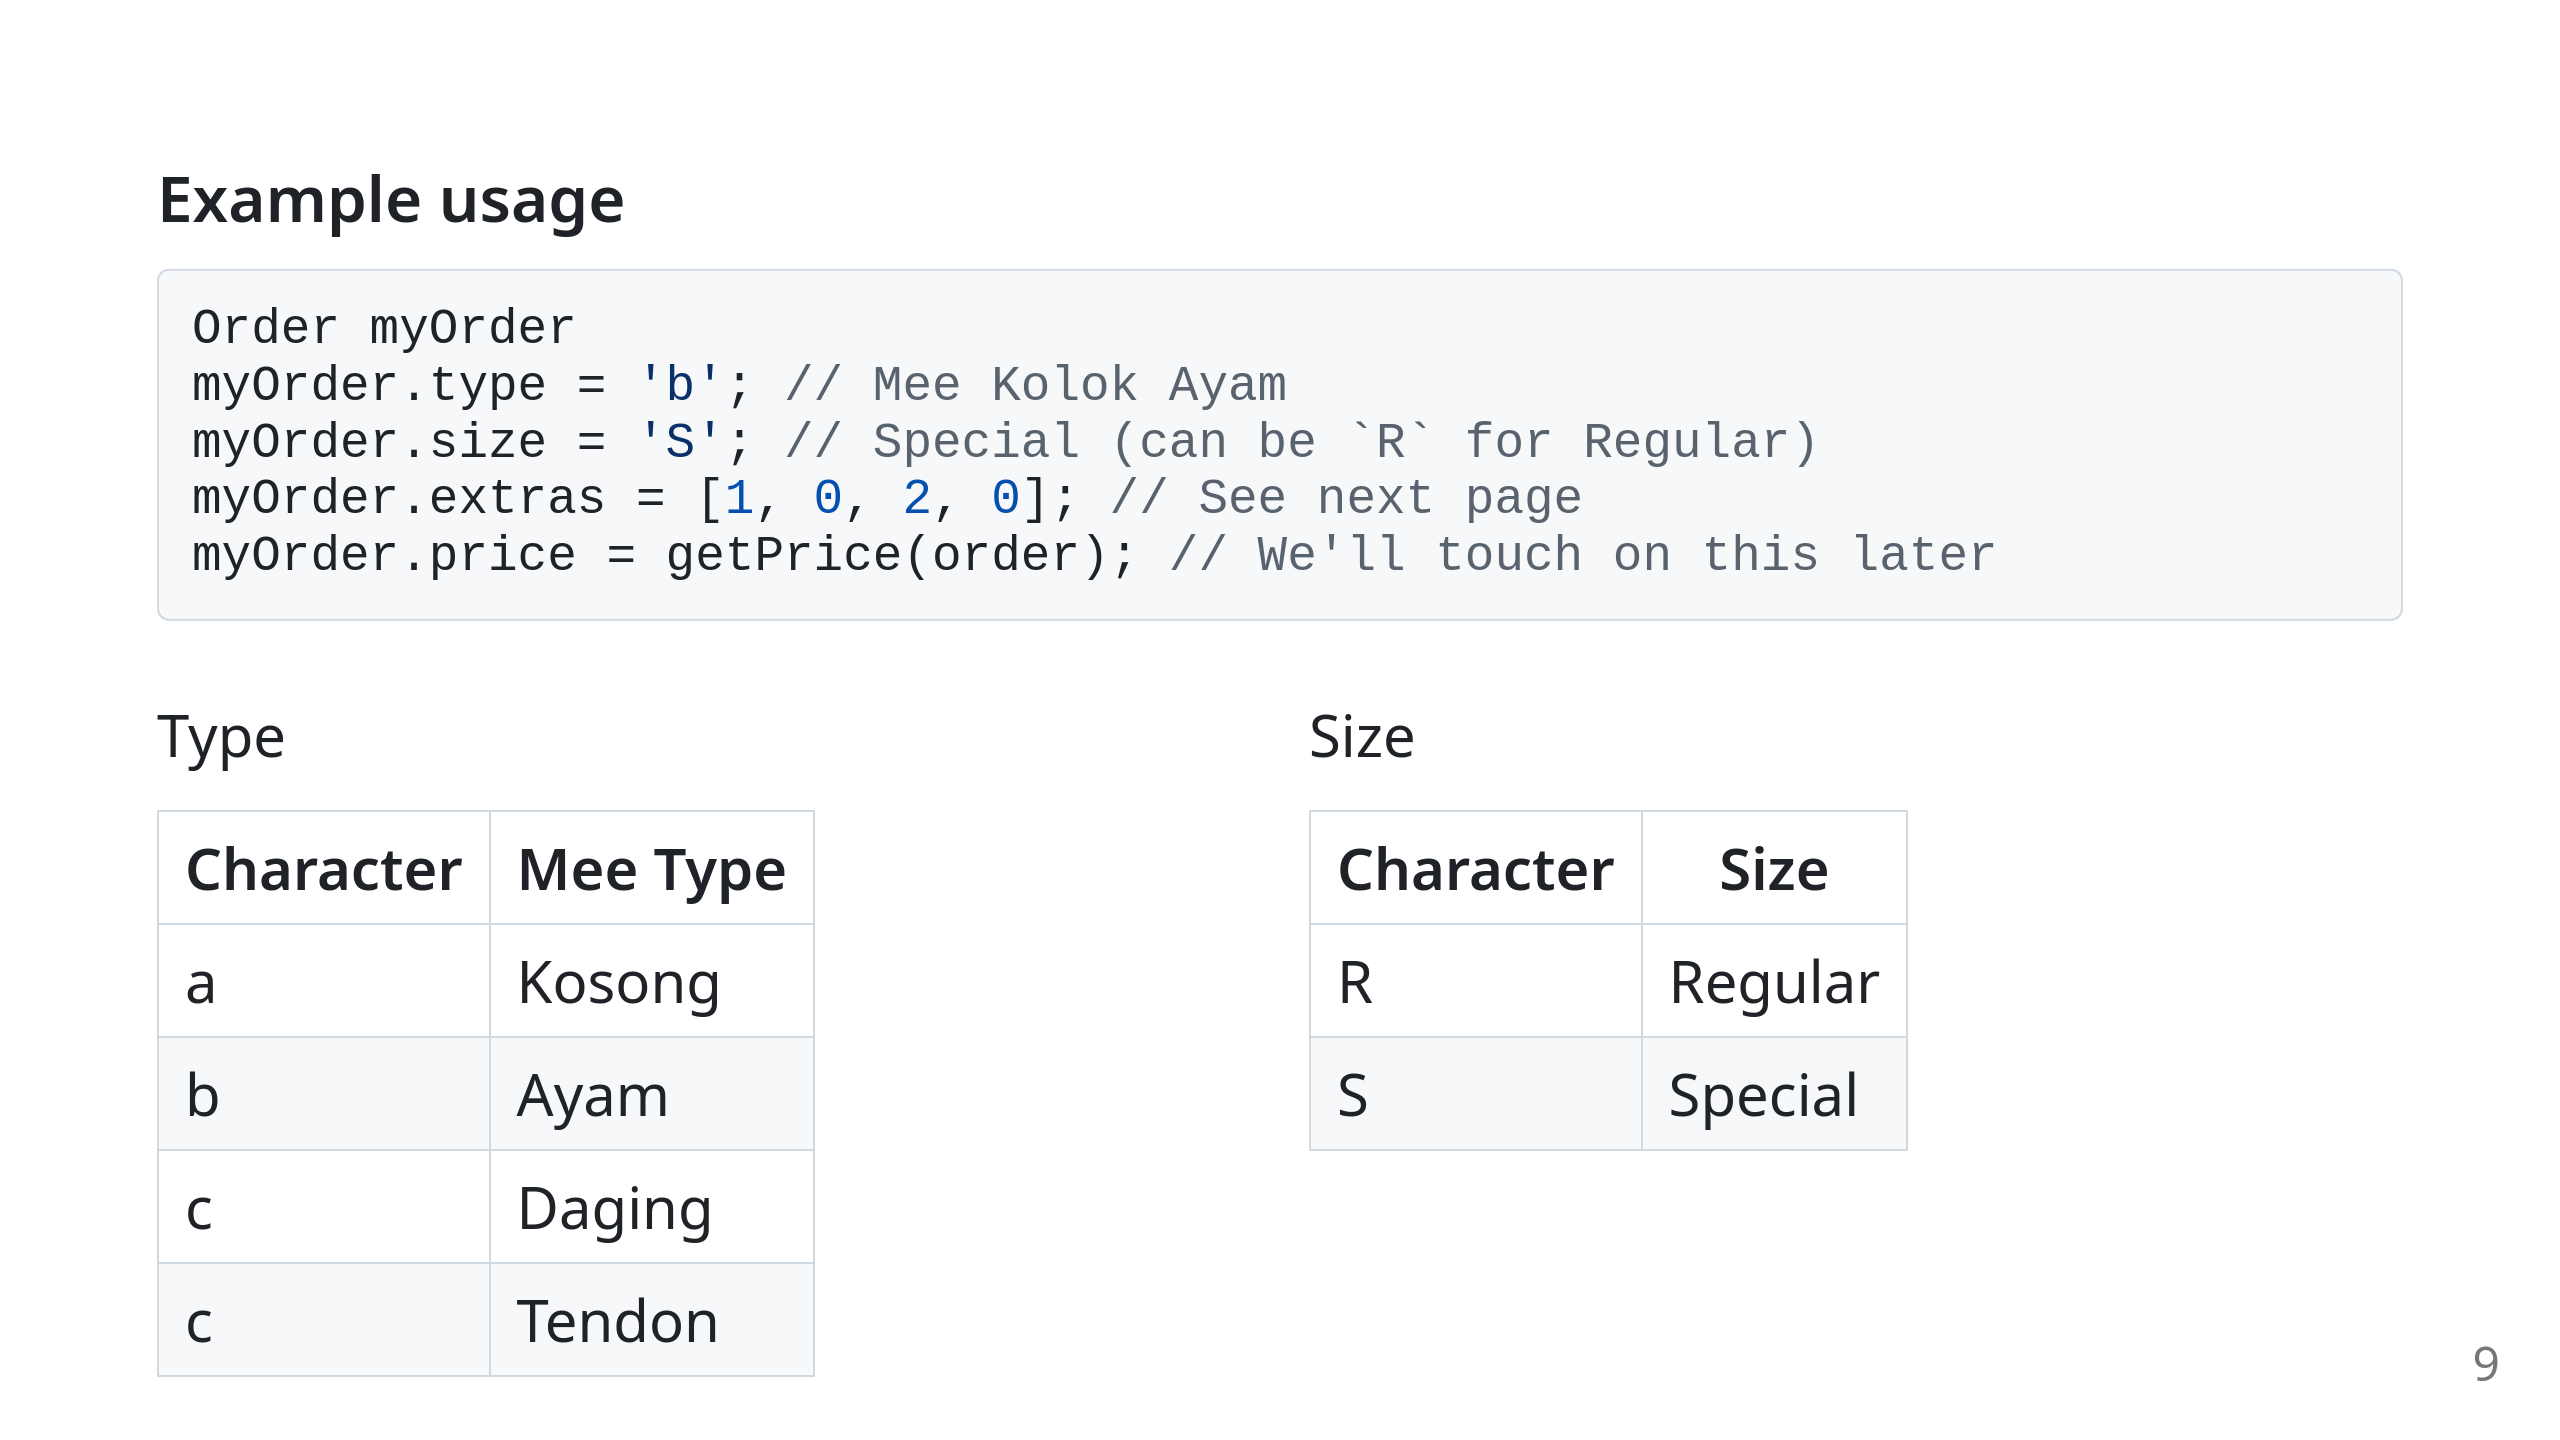 Example usage
Order myOrder
myOrder.type = 'b'; // Mee Kolok Ayam
myOrder.size = 'S'; // Special (can be `R` for Regular)
myOrder.extras = [1, 0, 2, 0]; // See next page
myOrder.price = getPrice(order); // We'll touch on this later
Type
Character Mee Type
a Kosong
b Ayam
c Daging
c Tendon
Size
Character Size
R Regular
S Special
9